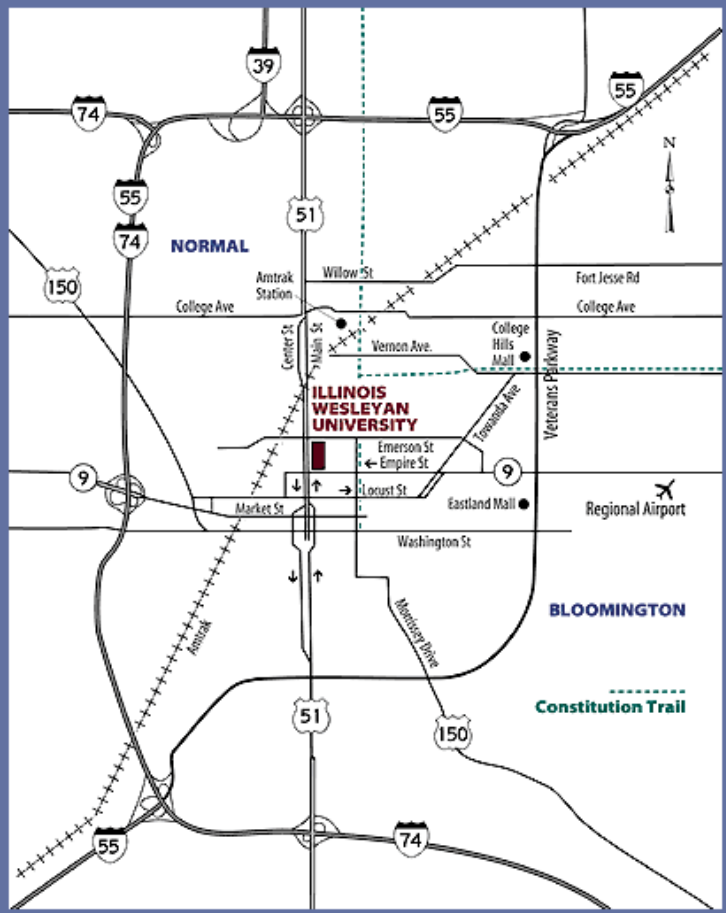 39
74
55
55
55
N
74
51
NORMAL
Willow St
Amtrak
Station
Fort Jesse Rd
150
College Ave
College Ave
Center St
Main St
Vernon Ave.
College
Hills
Mall
Veterans Parkway
ILLINOIS
WESLEYAN
UNIVERSITY
Towanda Ave
Emerson St
Empire St
9
9
Locust St
Market St
Eastland Mall
Regional Airport
Washington St
Amtrak
Morrissey Drive
BLOOMINGTON
Constitution Trail
51
150
55
74